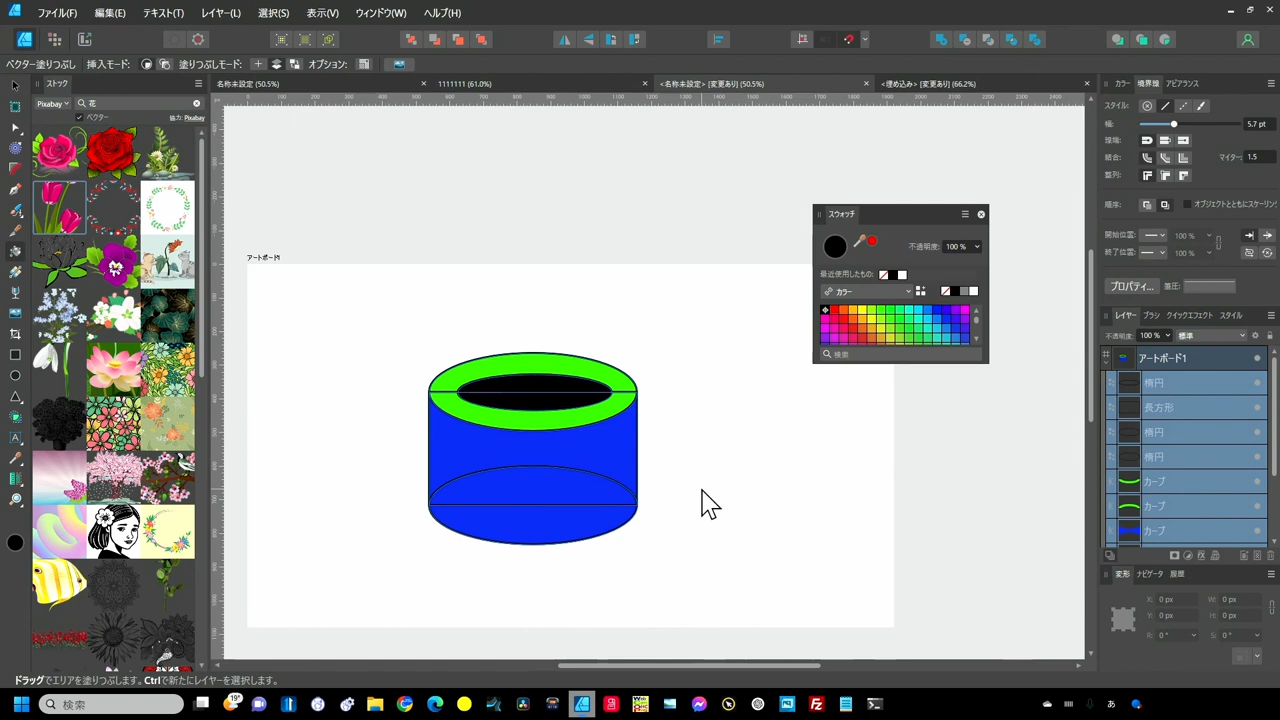 ファイル(F) 編集(E) テキスト(T) レイヤー(L) 選択(S) 表示(V) ウィンドウ(W) ヘルプ(H)
ベクター塗りつぶし 挿入モード: 塗りつぶしモード: オプション:
ストック
Pixabay 花
ベクター 協力: Pixabay
名称未設定 (50.5%) 1111111 (61.0%) <名称未設定> [変更あり] (50.5%) <埋め込み> [変更あり] (66.2%)
アートボード1
スウォッチ
不透明度: 100 %
最近使用したもの:
カラー
検索
カラー 境界線 アピアランス
スタイル:
幅: 5.7 pt
線端:
結合: マイター: 1.5
整列:
順序: オブジェクトとともにスケーリン
開始位置: 100 %
終了位置: 100 %
プロパティ... 筆圧:
レイヤー ブラシ クイックエフェクト スタイル
不透明度: 100 % 標準
アートボード1
楕円
長方形
楕円
楕円
カーブ
カーブ
カーブ
変形 ナビゲータ 履歴
X: 0 px W: 0 px
Y: 0 px H: 0 px
R: 0 ° S: 0 °
ドラッグでエリアを塗りつぶします。Ctrlで新たにレイヤーを選択します。
検索
19°
あ